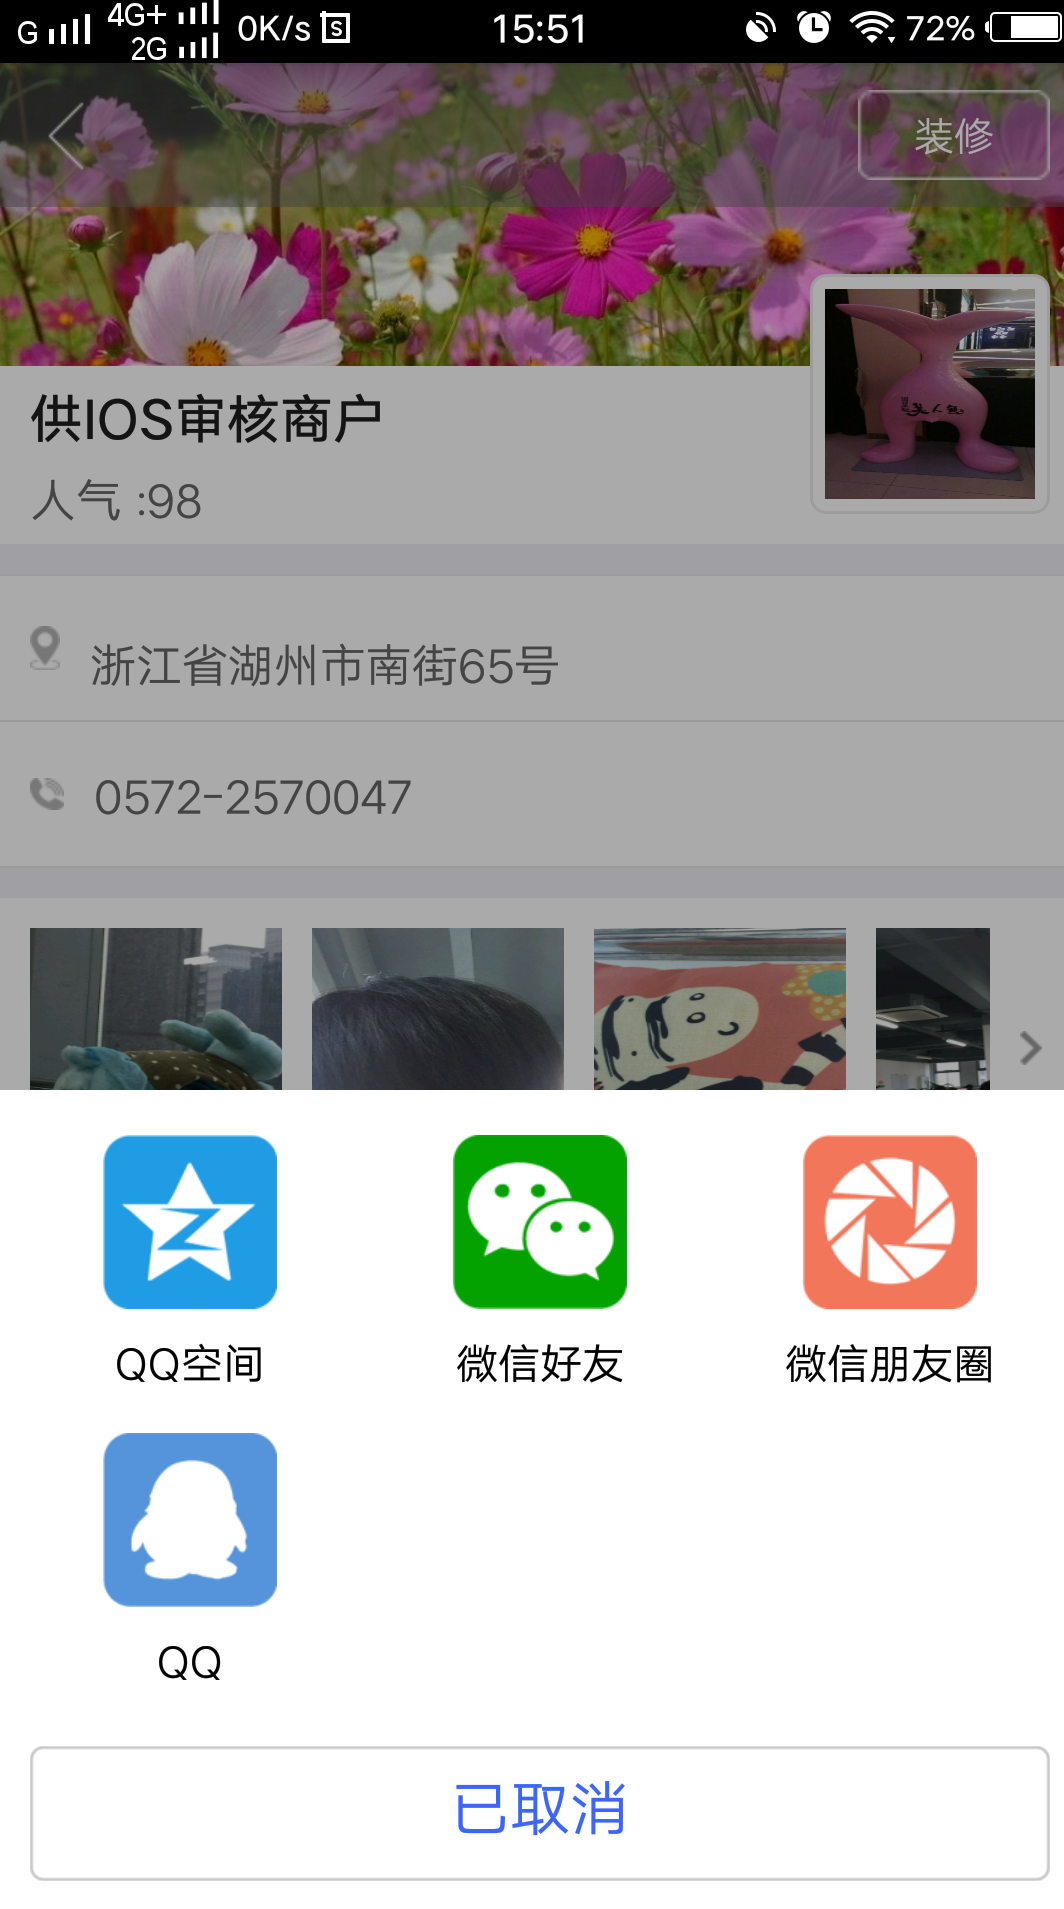 G 4G+ 2G 0K/s S 15:51 72%
装修
供IOS审核商户
人气 :98
浙江省湖州市南街65号
0572-2570047
QQ空间 微信好友 微信朋友圈
QQ
已取消